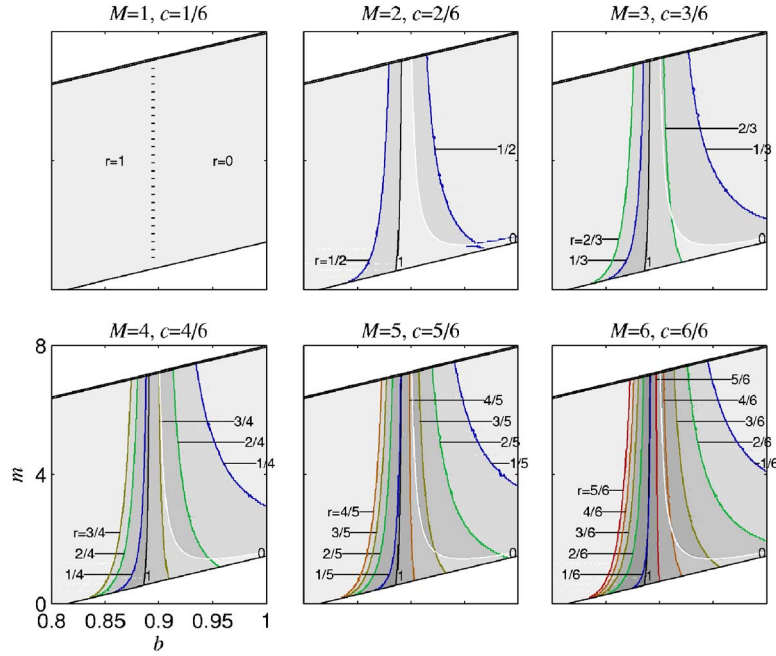 M=1, c=1/6
M=2, c=2/6
M=3, c=3/6
r=1
r=0
1/2
0
r=1/2
1
2/3
1/3
0
r=2/3
1/3
1
M=4, c=4/6
M=5, c=5/6
M=6, c=6/6
8
4
0
m
3/4
2/4
1/4
0
r=3/4
2/4
1/4
1
0.8
0.85
0.9
0.95
1
b
4/5
3/5
2/5
1/5
0
r=4/5
3/5
2/5
1/5
1
5/6
4/6
3/6
2/6
1/6
0
r=5/6
4/6
3/6
2/6
1/6
1